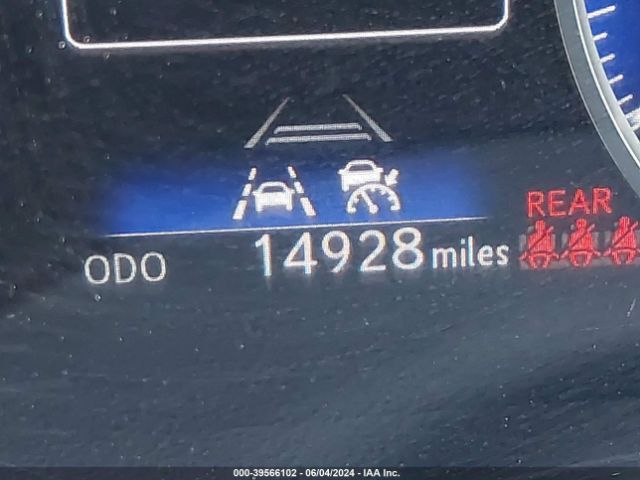 REAR
ODO 14928 miles
000-39566102 - 06/04/2024 - IAA Inc.